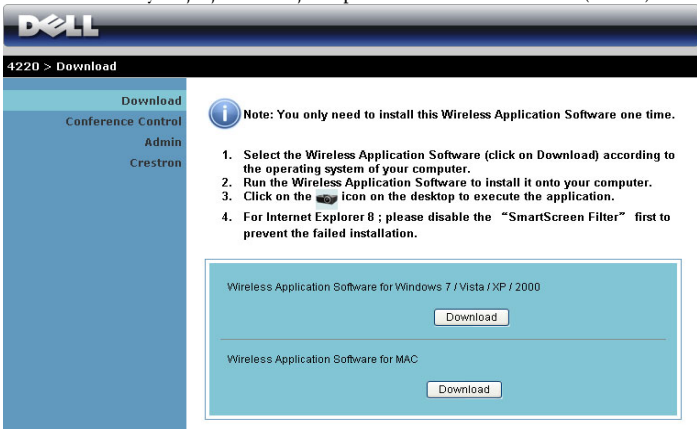 DELL
4220 > Download
Download
Conference Control
Admin
Crestron
Note: You only need to install this Wireless Application Software one time.
1. Select the Wireless Application Software (click on Download) according to
the operating system of your computer.
2. Run the Wireless Application Software to install it onto your computer.
3. Click on the icon on the desktop to execute the application.
4. For Internet Explorer 8 ; please disable the “SmartScreen Filter” first to
prevent the failed installation.
Wireless Application Software for Windows 7 / Vista / XP / 2000
Download
Wireless Application Software for MAC
Download